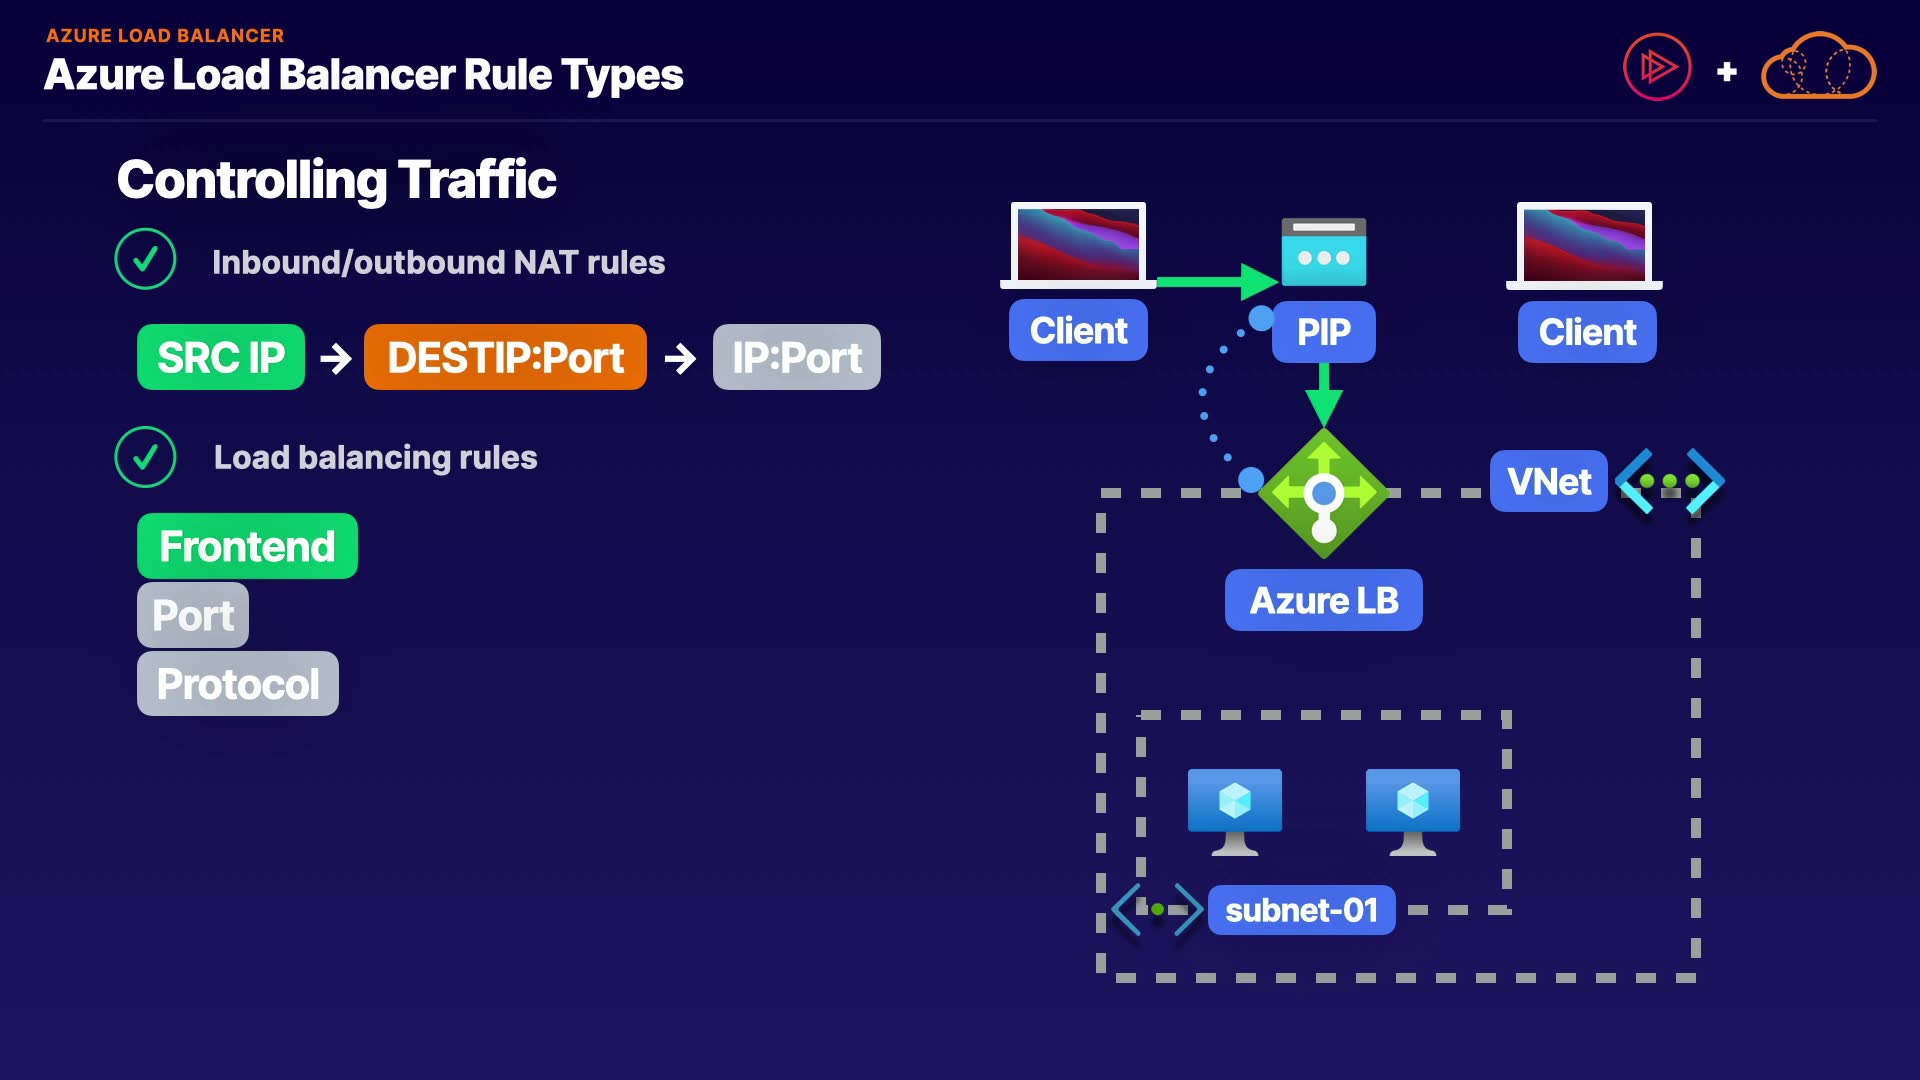 AZURE LOAD BALANCER
Azure Load Balancer Rule Types
+
Controlling Traffic
Inbound/outbound NAT rules
SRC IP → DESTIP:Port → IP:Port
Load balancing rules
Frontend
Port
Protocol
Client
PIP
Client
VNet
Azure LB
subnet-01